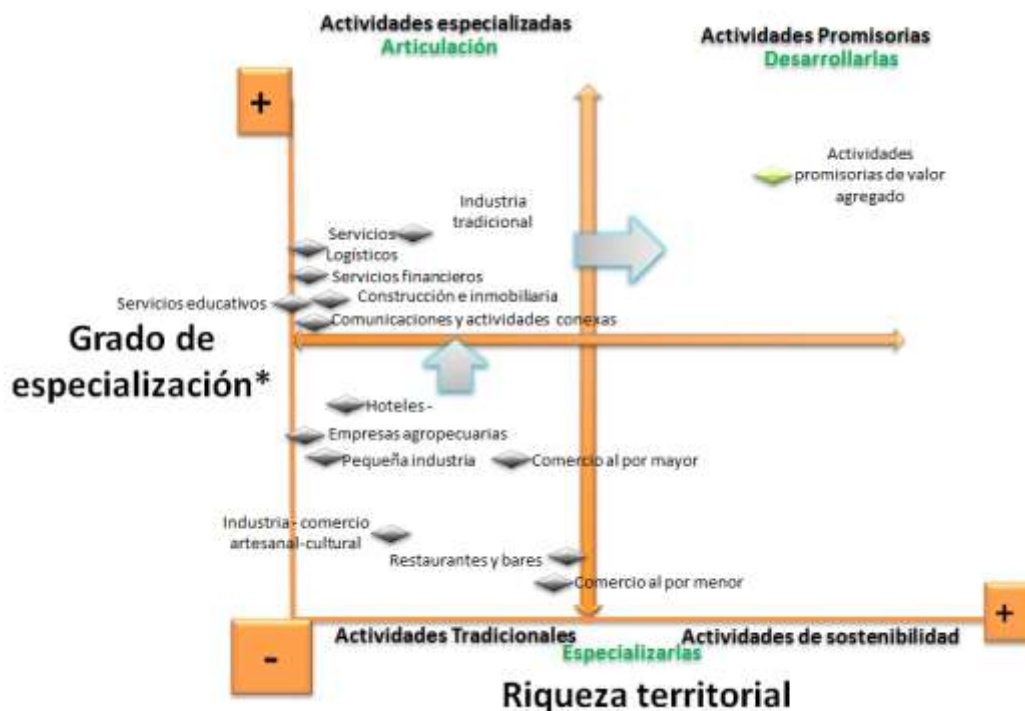 Actividades especializadas
Articulación
Actividades Promisorias
Desarrollarlas
+
Actividades
promisorias de valor
agregado
Industria
tradicional
Servicios
Logísticos
Servicios financieros
Servicios educativos
Construcción e inmobiliaria
Comunicaciones y actividades conexas
Grado de
especialización*
Hoteles -
Empresas agropecuarias
Pequeña industria
Comercio al por mayor
Industria - comercio
artesanal-cultural
Restaurantes y bares
Comercio al por menor
+
-
Actividades Tradicionales
Actividades de sostenibilidad
Especializarlas
Riqueza territorial